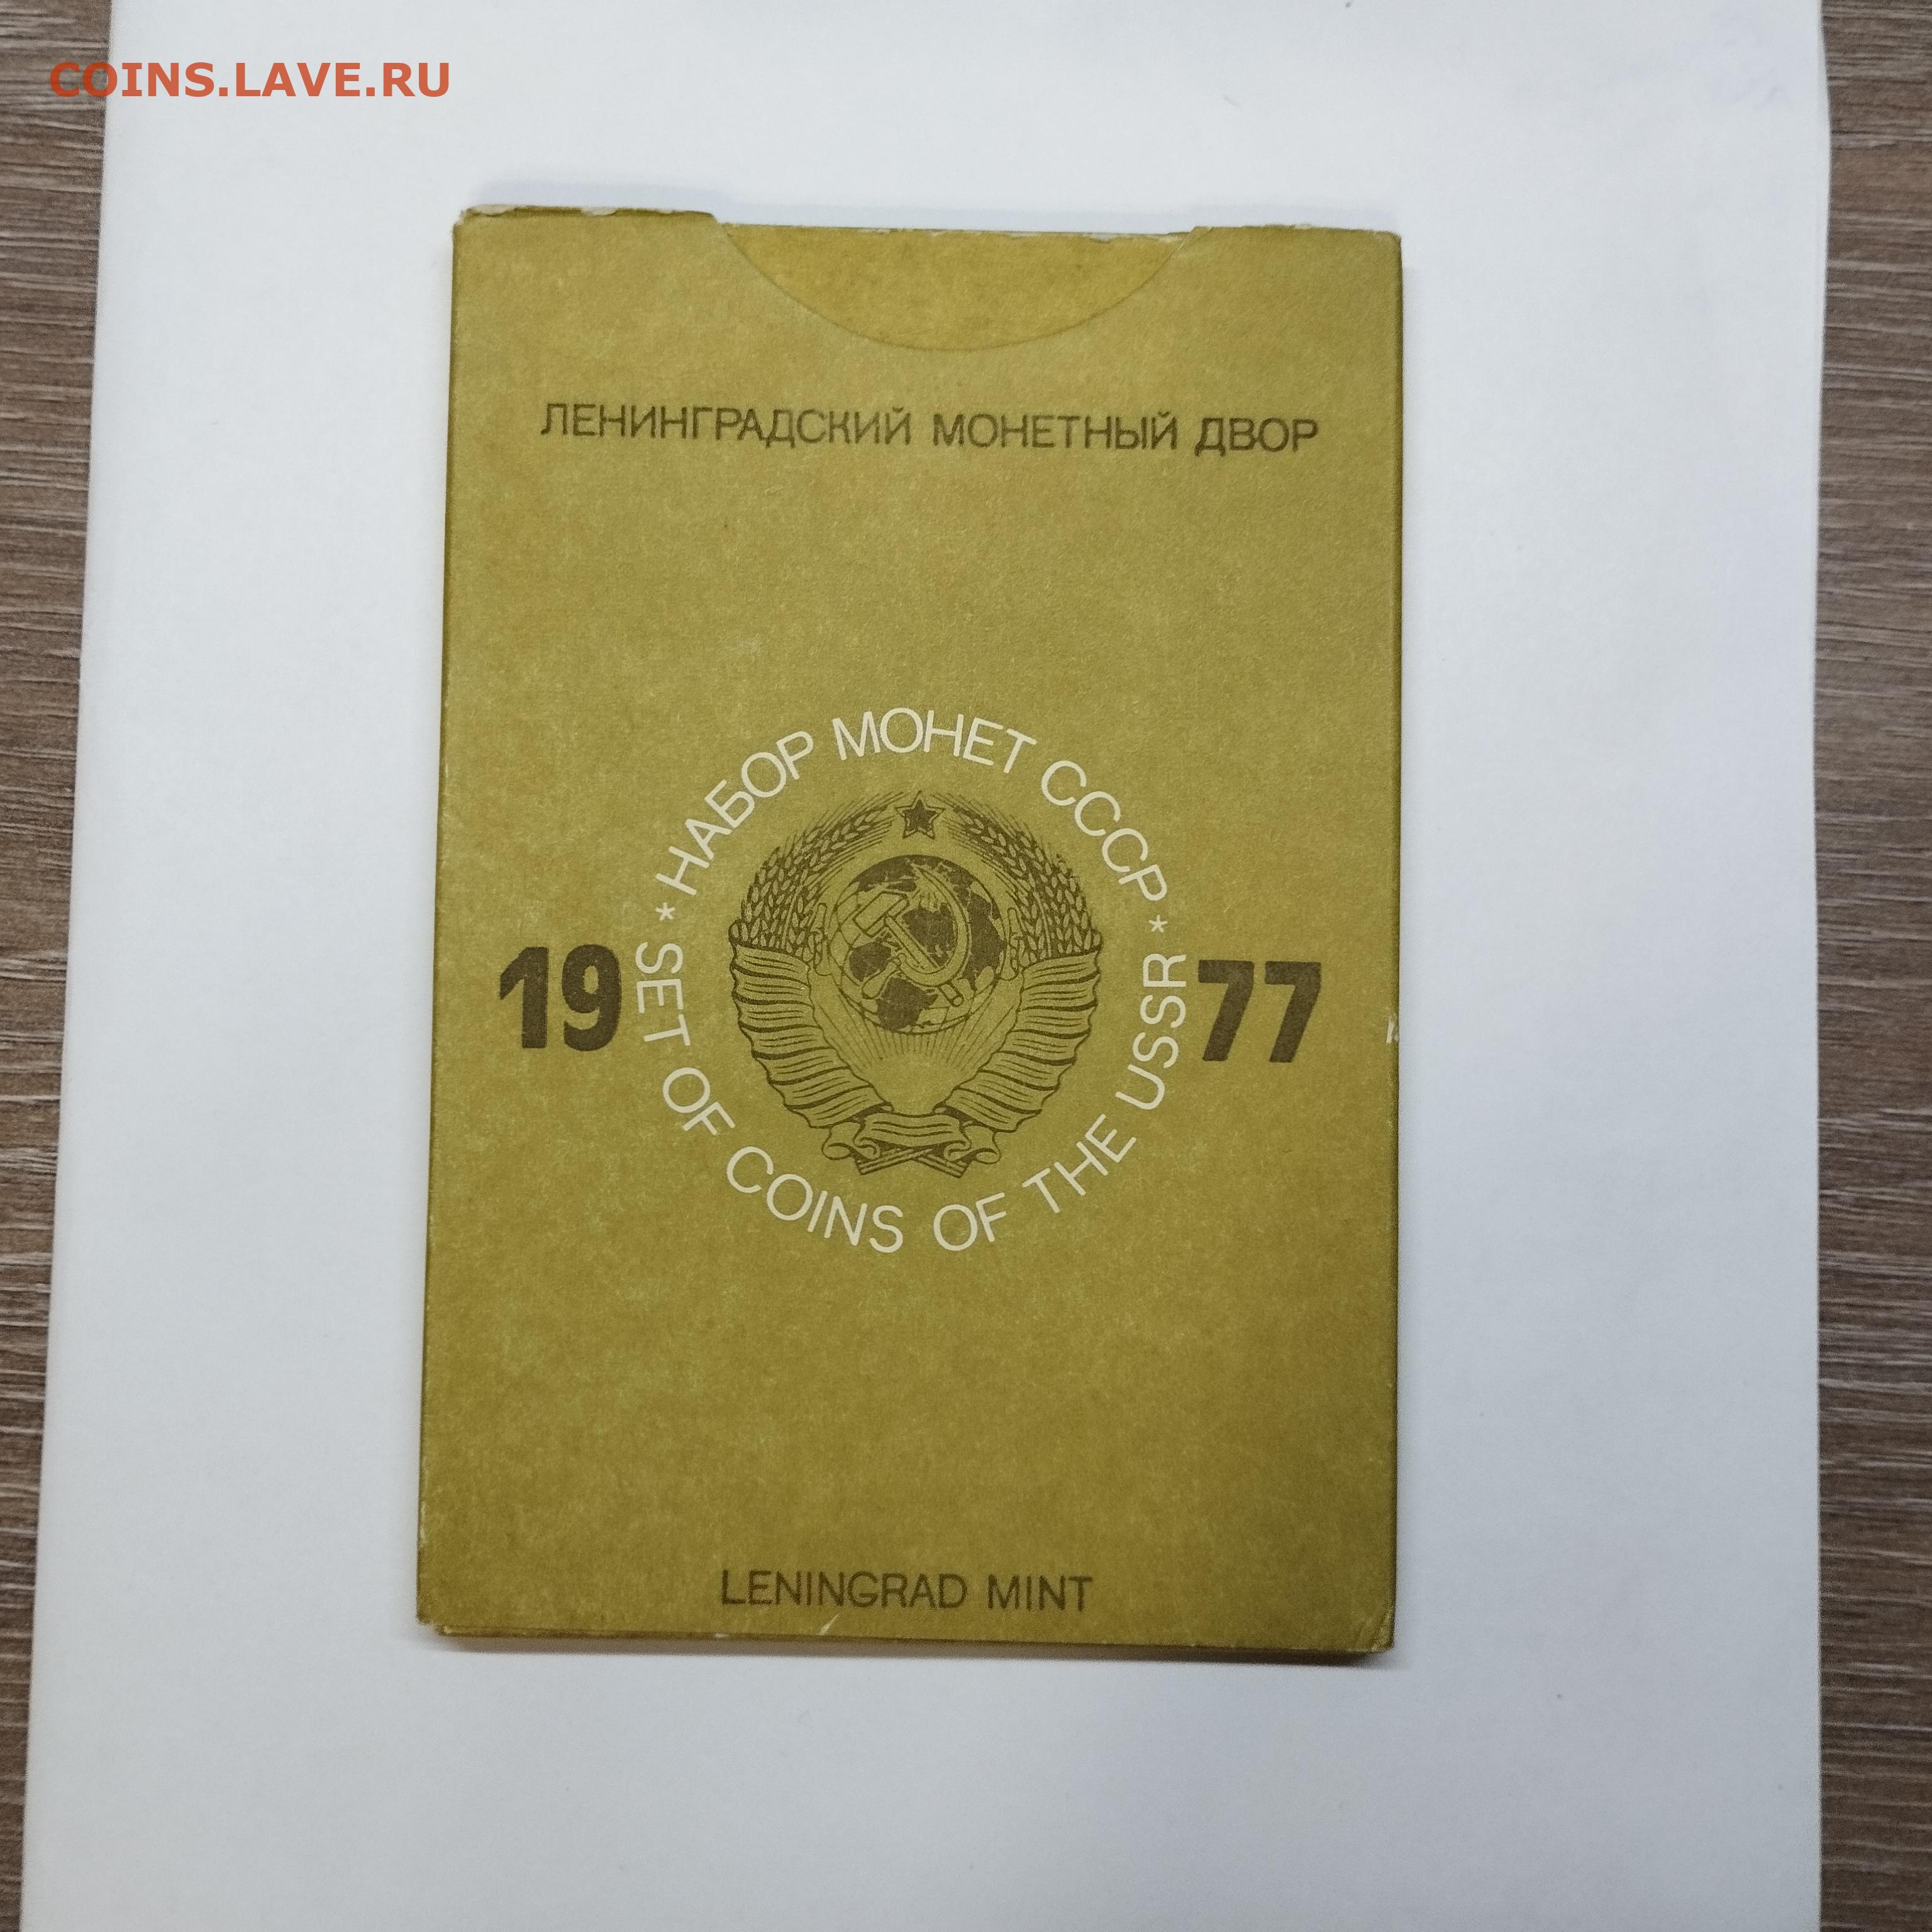 COINS.LAVE.RU
ЛЕНИНГРАДСКИЙ МОНЕТНЫЙ ДВОР
* НАБОР МОНЕТ СССР *
19 77
SET OF COINS OF THE USSR
LENINGRAD MINT